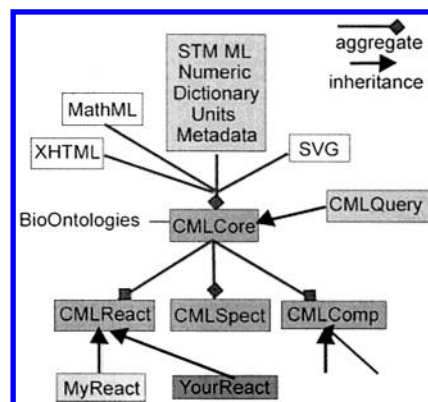 aggregate
inheritance
STM ML
Numeric
Dictionary
Units
Metadata
MathML
XHTML
SVG
BioOntologies
CMLCore
CMLQuery
CMLReact
CMLSpect
CMLComp
MyReact
YourReact